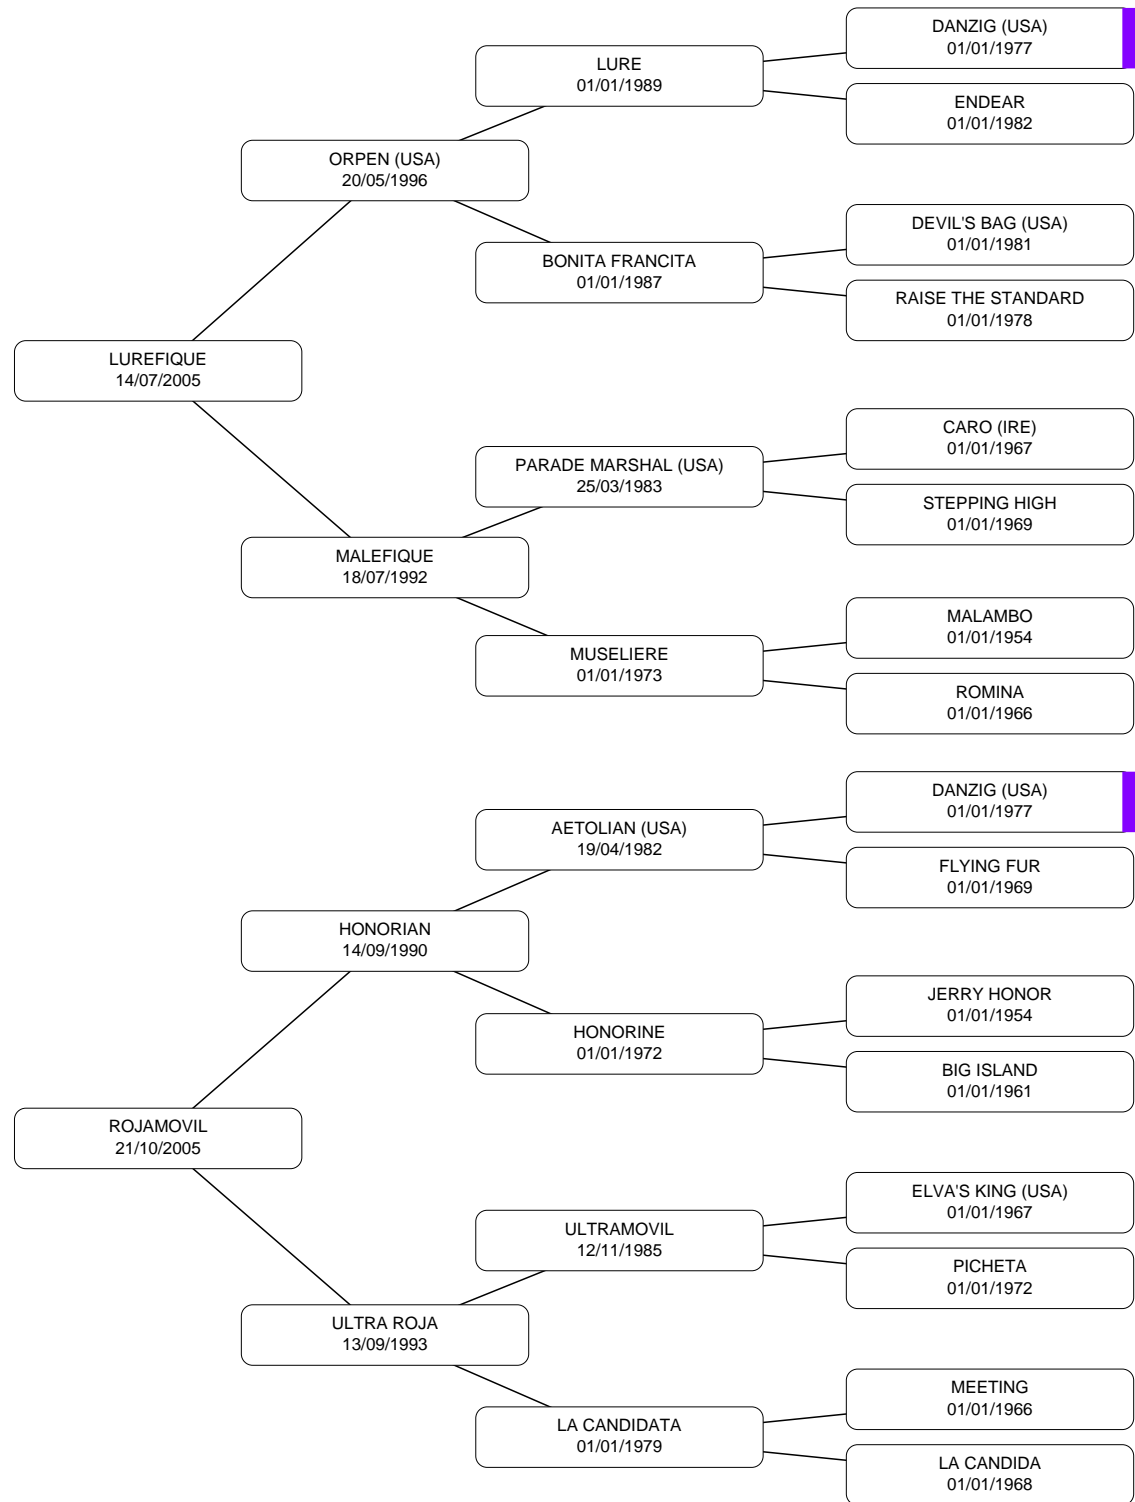 DANZIG (USA)
01/01/1977
LURE
01/01/1989
ENDEAR
01/01/1982
ORPEN (USA)
20/05/1996
DEVIL'S BAG (USA)
01/01/1981
BONITA FRANCITA
01/01/1987
RAISE THE STANDARD
01/01/1978
LUREFIQUE
14/07/2005
CARO (IRE)
01/01/1967
PARADE MARSHAL (USA)
25/03/1983
STEPPING HIGH
01/01/1969
MALEFIQUE
18/07/1992
MALAMBO
01/01/1954
MUSELIERE
01/01/1973
ROMINA
01/01/1966
DANZIG (USA)
01/01/1977
AETOLIAN (USA)
19/04/1982
FLYING FUR
01/01/1969
HONORIAN
14/09/1990
JERRY HONOR
01/01/1954
HONORINE
01/01/1972
BIG ISLAND
01/01/1961
ROJAMOVIL
21/10/2005
ELVA'S KING (USA)
01/01/1967
ULTRAMOVIL
12/11/1985
PICHETA
01/01/1972
ULTRA ROJA
13/09/1993
MEETING
01/01/1966
LA CANDIDATA
01/01/1979
LA CANDIDA
01/01/1968